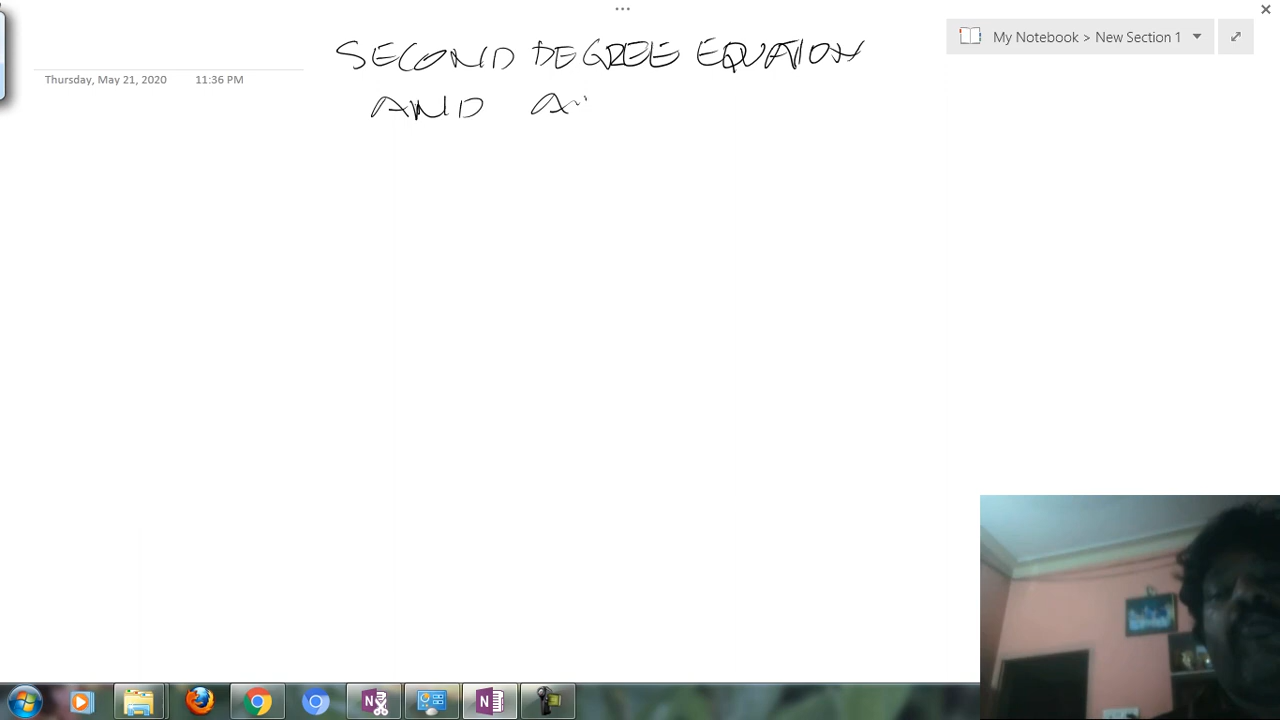 SECOND DEGREE EQUATION
My Notebook > New Section 1
Thursday, May 21, 2020 11:36 PM
AND